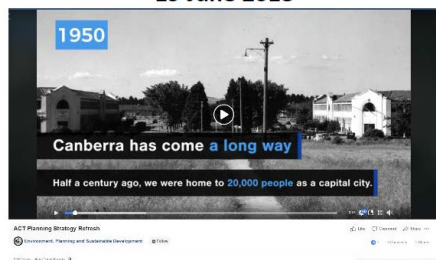 1950
Canberra has come a long way
Half a century ago, we were home to 20,000 people as a capital city.
ACT Planning Strategy Refresh
Like Comment Share
Environment, Planning and Sustainable Development Follow